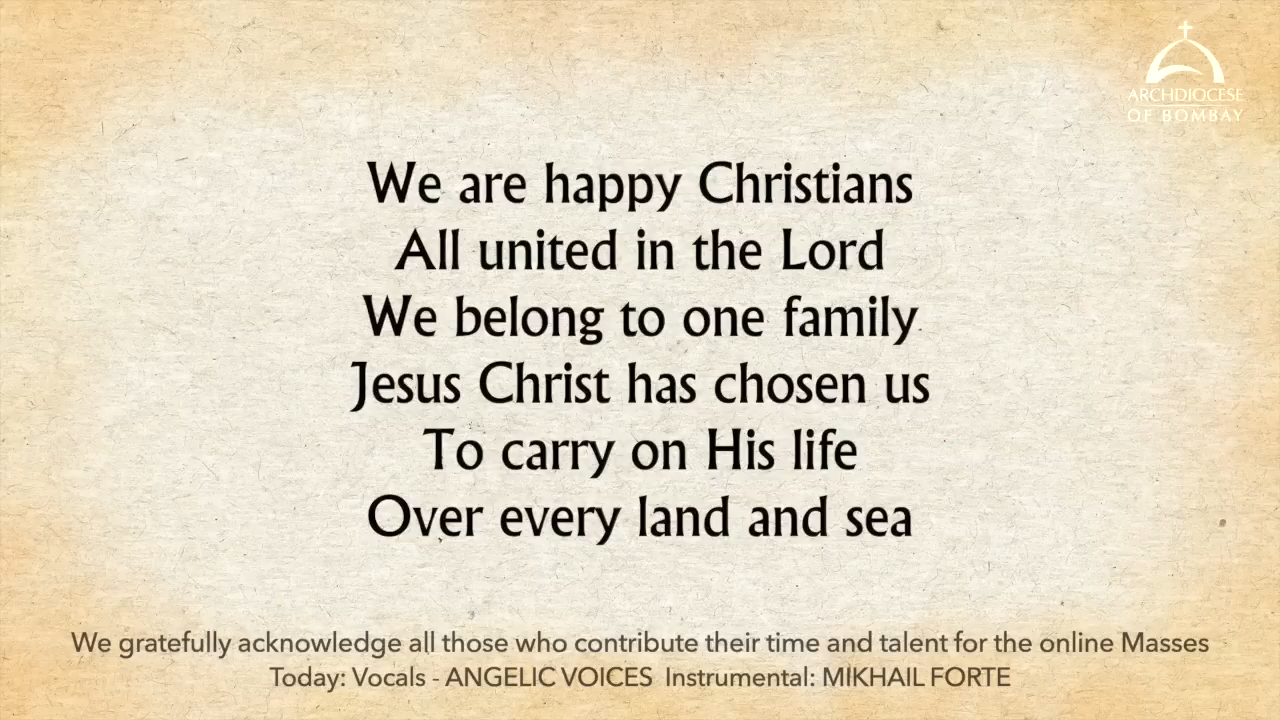 ARCHDIOCESE
OF BOMBAY
We are happy Christians
All united in the Lord
We belong to one family
Jesus Christ has chosen us
To carry on His life
Over every land and sea
We gratefully acknowledge all those who contribute their time and talent for the online Masses
Today: Vocals - ANGELIC VOICES Instrumental: MIKHAIL FORTE